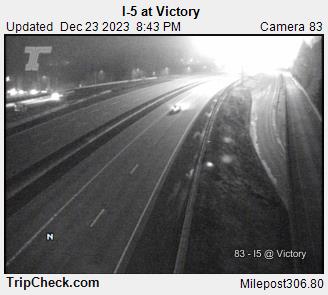 I-5 at Victory
Updated Dec 23 2023 8:43 PM Camera 83
T
N
83 - I5 @ Victory
TripCheck.com Milepost306.80